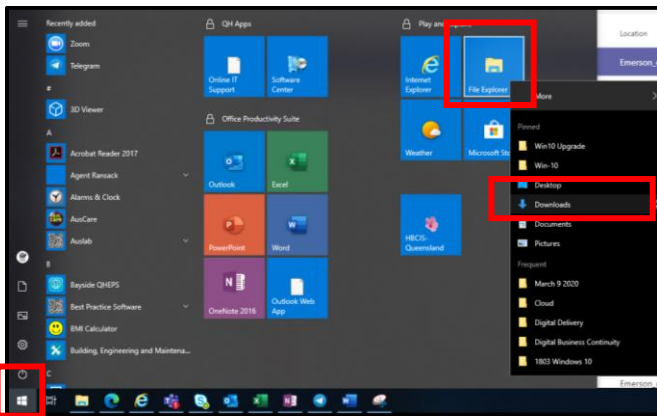 Recently added
Zoom
Telegram
#
3D Viewer
A
Acrobat Reader 2017
Agent Ransack
Alarms & Clock
AusCare
Auslab
B
Bayside QHEPS
Best Practice Software
BMI Calculator
Building, Engineering and Maintena...
C
QH Apps
Online IT Support
Software Center
Office Productivity Suite
Outlook
Excel
PowerPoint
Word
OneNote 2016
Outlook Web App
Play and
Internet Explorer
File Explorer
Weather
Microsoft Sto
HBCIS-Queensland
More
Pinned
Win10 Upgrade
Win-10
Desktop
Downloads
Documents
Pictures
Frequent
March 9 2020
Cloud
Digital Delivery
Digital Business Continuity
1803 Windows 10
Location
Emerson_
Emerson_